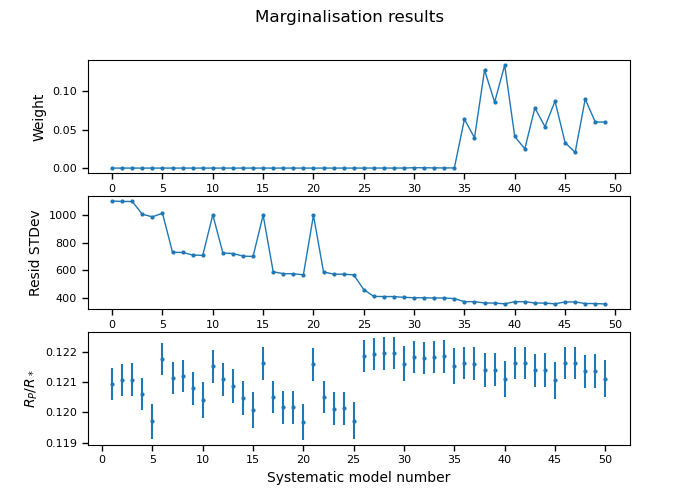 Marginalisation results
Weight
0.10
0.05
0.00
0 5 10 15 20 25 30 35 40 45 50
Resid STDev
1000
800
600
400
0 5 10 15 20 25 30 35 40 45 50
R_P/R_*
0.122
0.121
0.120
0.119
0 5 10 15 20 25 30 35 40 45 50
Systematic model number